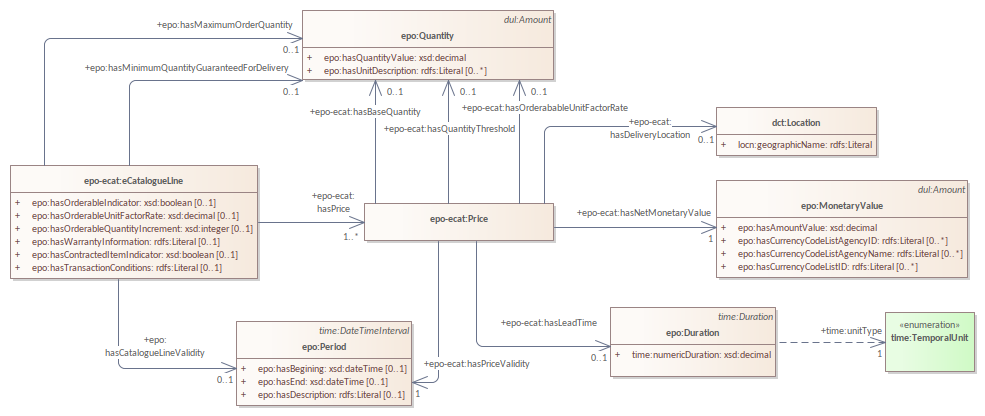 +epo:hasMaximumOrderQuantity
0..1
+epo:hasMinimumQuantityGuaranteedForDelivery
0..1
dul:Amount
epo:Quantity
+ epo:hasQuantityValue: xsd:decimal
+ epo:hasUnitDescription: rdfs:Literal [0..*]
0..1
0..1
0..1
+epo-ecat:hasBaseQuantity
+epo-ecat:hasQuantityThreshold
+epo-ecat:hasOrderabableUnitFactorRate
+epo-ecat:
hasDeliveryLocation
0..1
dct:Location
+ locn:geographicName: rdfs:Literal
epo-ecat:eCatalogueLine
+ epo:hasOrderableIndicator: xsd:boolean [0..1]
+ epo:hasOrderableUnitFactorRate: xsd:decimal [0..1]
+ epo:hasOrderableQuantityIncrement: xsd:integer [0..1]
+ epo:hasWarrantyInformation: rdfs:Literal [0..1]
+ epo:hasContractedItemIndicator: xsd:boolean [0..1]
+ epo:hasTransactionConditions: rdfs:Literal [0..1]
+epo-ecat:
hasPrice
1..*
epo-ecat:Price
+epo-ecat:hasNetMonetaryValue
1
dul:Amount
epo:MonetaryValue
+ epo:hasAmountValue: xsd:decimal
+ epo:hasCurrencyCodeListAgencyID: rdfs:Literal [0..*]
+ epo:hasCurrencyCodeListAgencyName: rdfs:Literal [0..*]
+ epo:hasCurrencyCodeListID: rdfs:Literal [0..*]
+epo:
hasCatalogueLineValidity
0..1
time:DateTimeInterval
epo:Period
+ epo:hasBegining: xsd:dateTime [0..1]
+ epo:hasEnd: xsd:dateTime [0..1]
+ epo:hasDescription: rdfs:Literal [0..1]
+epo-ecat:hasPriceValidity
1
+epo-ecat:hasLeadTime
0..1
time:Duration
epo:Duration
+ time:numericDuration: xsd:decimal
+time:unitType
1
«enumeration»
time:TemporalUnit